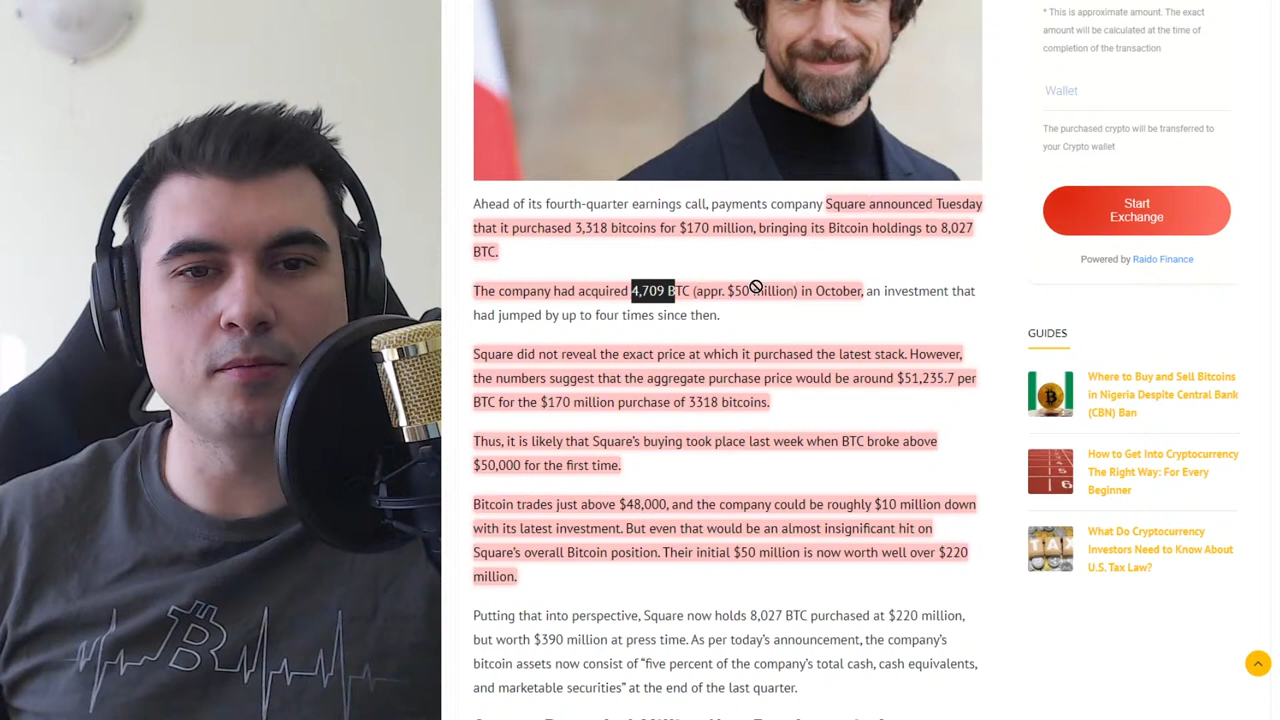 Ahead of its fourth-quarter earnings call, payments company Square announced Tuesday
that it purchased 3,318 bitcoins for $170 million, bringing its Bitcoin holdings to 8,027
BTC.
The company had acquired 4,709 BTC (appr. $50 million) in October, an investment that
had jumped by up to four times since then.
Square did not reveal the exact price at which it purchased the latest stack. However,
the numbers suggest that the aggregate purchase price would be around $51,235.7 per
BTC for the $170 million purchase of 3318 bitcoins.
Thus, it is likely that Square's buying took place last week when BTC broke above
$50,000 for the first time.
Bitcoin trades just above $48,000, and the company could be roughly $10 million down
with its latest investment. But even that would be an almost insignificant hit on
Square's overall Bitcoin position. Their initial $50 million is now worth well over $220
million.
Putting that into perspective, Square now holds 8,027 BTC purchased at $220 million,
but worth $390 million at press time. As per today's announcement, the company's
bitcoin assets now consist of "five percent of the company's total cash, cash equivalents,
and marketable securities" at the end of the last quarter.
* This is approximate amount. The exact
amount will be calculated at the time of
completion of the transaction
Wallet
The purchased crypto will be transferred to
your Crypto wallet
Start
Exchange
Powered by Raido Finance
GUIDES
Where to Buy and Sell Bitcoins
in Nigeria Despite Central Bank
(CBN) Ban
How to Get Into Cryptocurrency
The Right Way: For Every
Beginner
What Do Cryptocurrency
Investors Need to Know About
U.S. Tax Law?
TAX